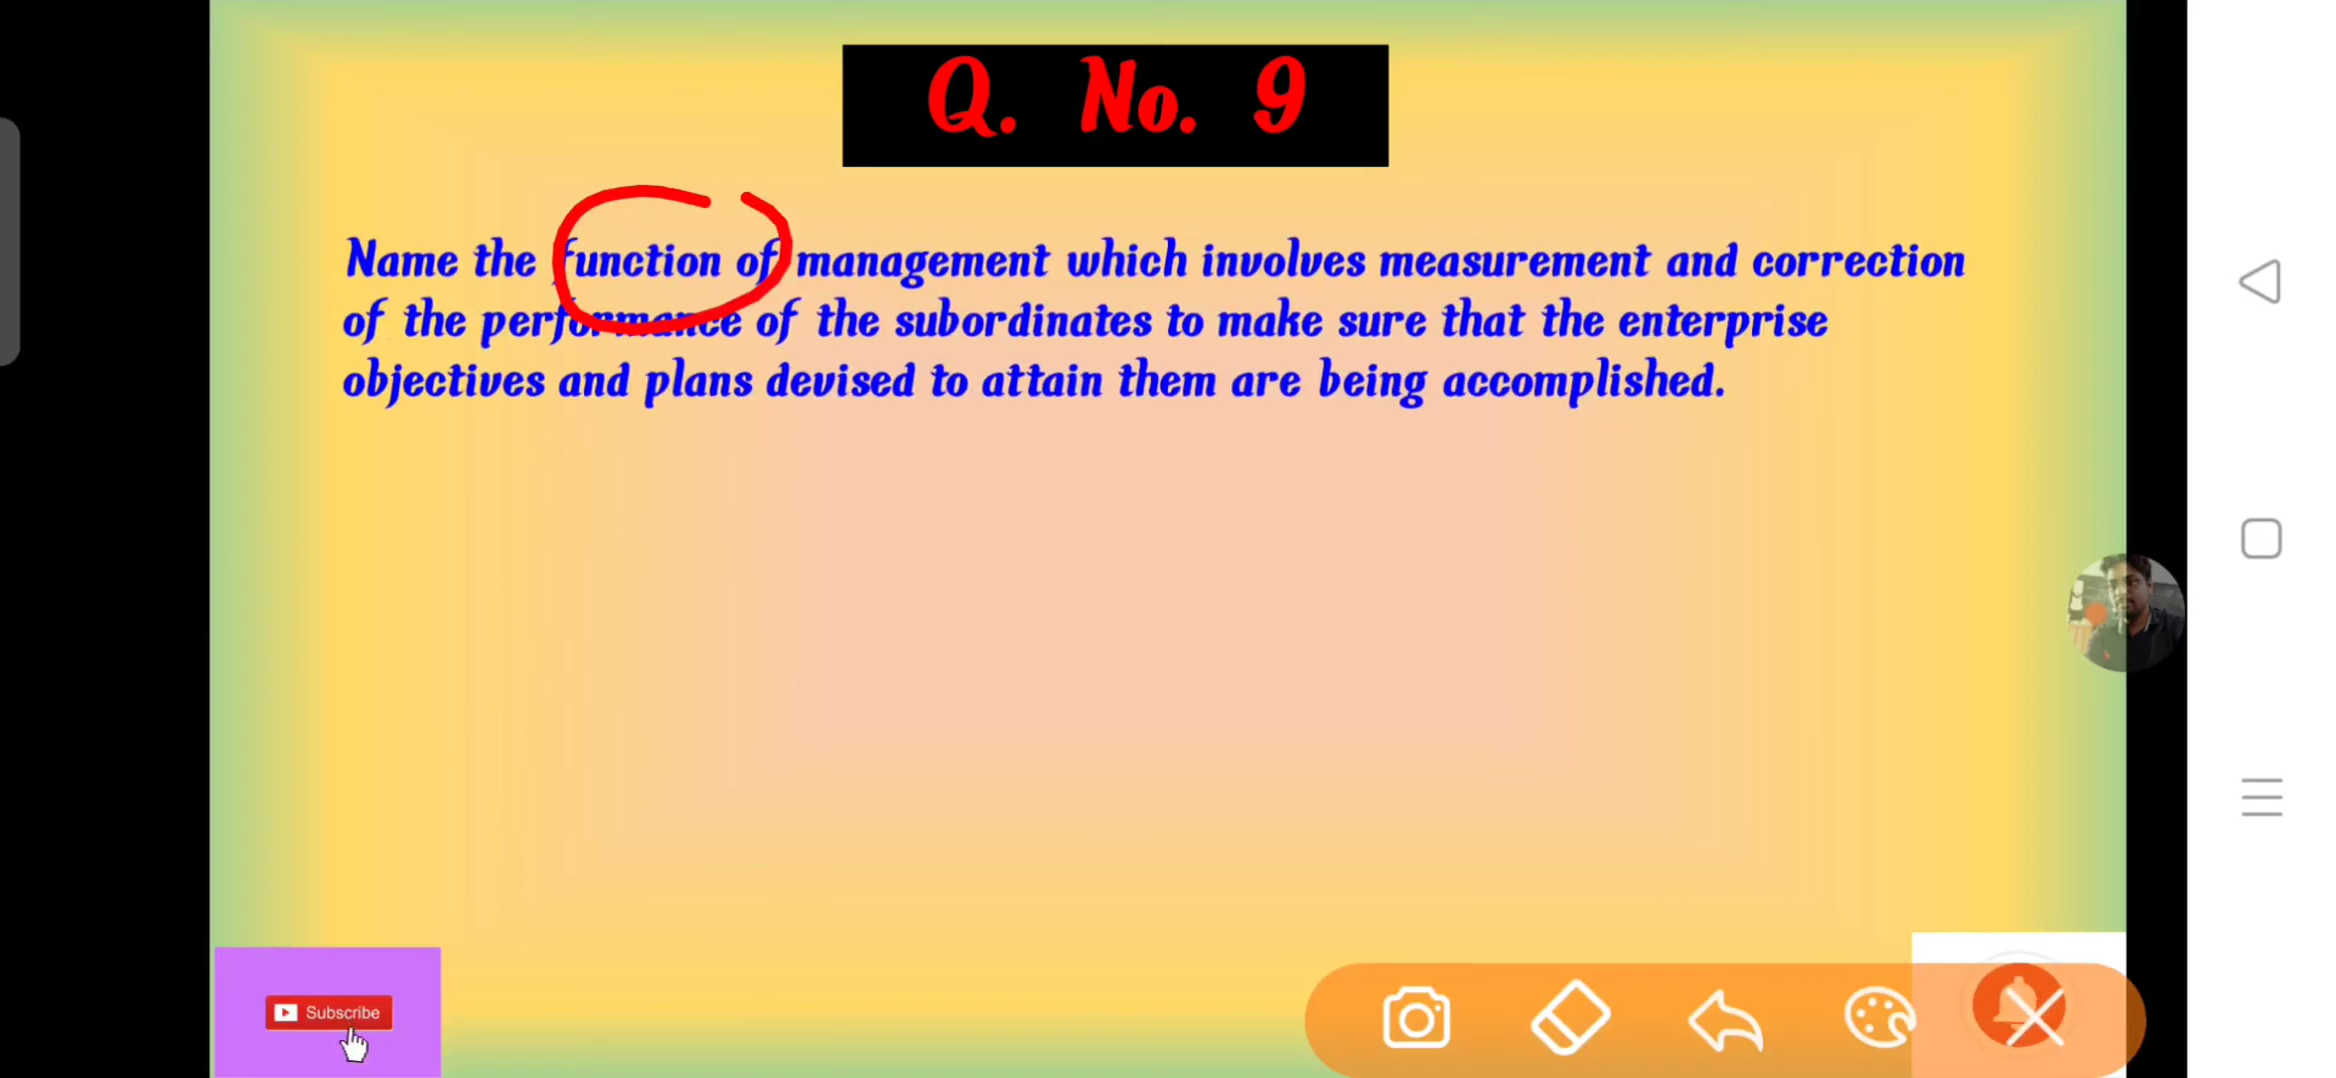 Q. No. 9
Name the function of management which involves measurement and correction
of the performance of the subordinates to make sure that the enterprise
objectives and plans devised to attain them are being accomplished.
Subscribe